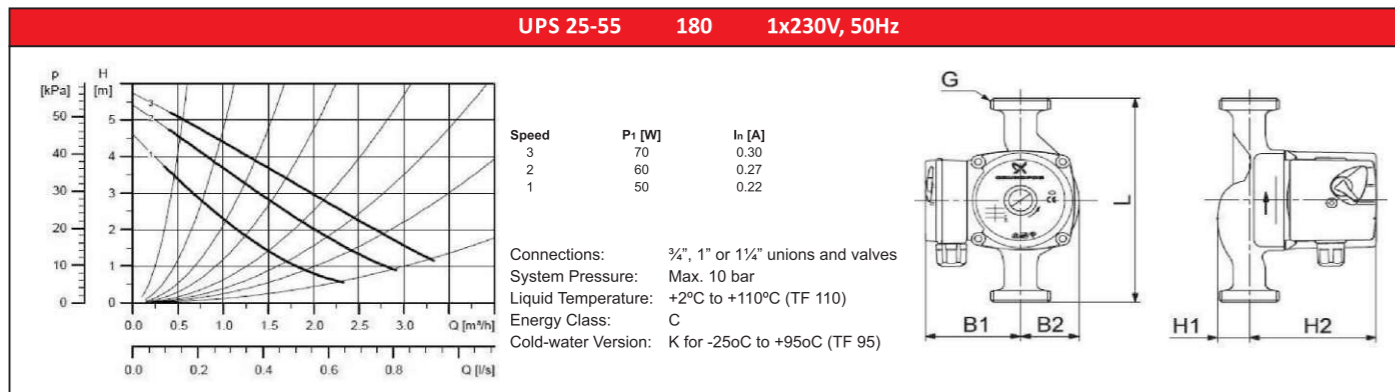 UPS 25-55 180 1x230V, 50Hz
p H
[kPa] [m]
50
40
30
20
10
0
5
4
3
2
1
0
3
2
1
0.0 0.5 1.0 1.5 2.0 2.5 3.0 Q [m³/h]
0.0 0.2 0.4 0.6 0.8 Q [l/s]
Speed P1 [W] In [A]
3 70 0.30
2 60 0.27
1 50 0.22
Connections: ¾", 1" or 1¼" unions and valves
System Pressure: Max. 10 bar
Liquid Temperature: +2ºC to +110ºC (TF 110)
Energy Class: C
Cold-water Version: K for -25oC to +95oC (TF 95)
G
L
B1 B2
H1 H2